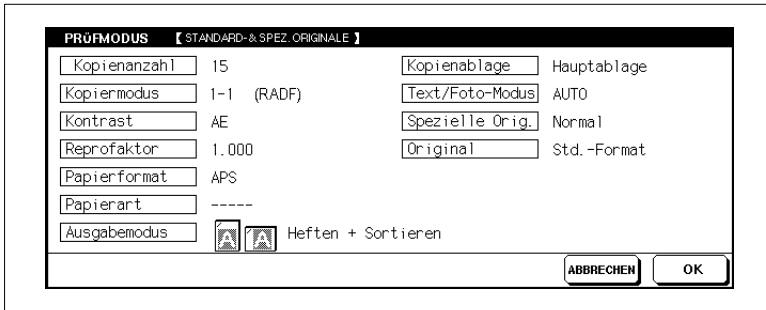 PRÜFMODUS 【 STANDARD-& SPEZ. ORIGINALE 】
Kopienanzahl 15 Kopienablage Hauptablage
Kopiermodus 1-1 (RADF) Text/Foto-Modus AUTO
Kontrast AE Spezielle Orig. Normal
Reprofaktor 1.000 Original Std.-Format
Papierformat APS
Papierart -----
Ausgabemodus A A Heften + Sortieren
ABBRECHEN OK